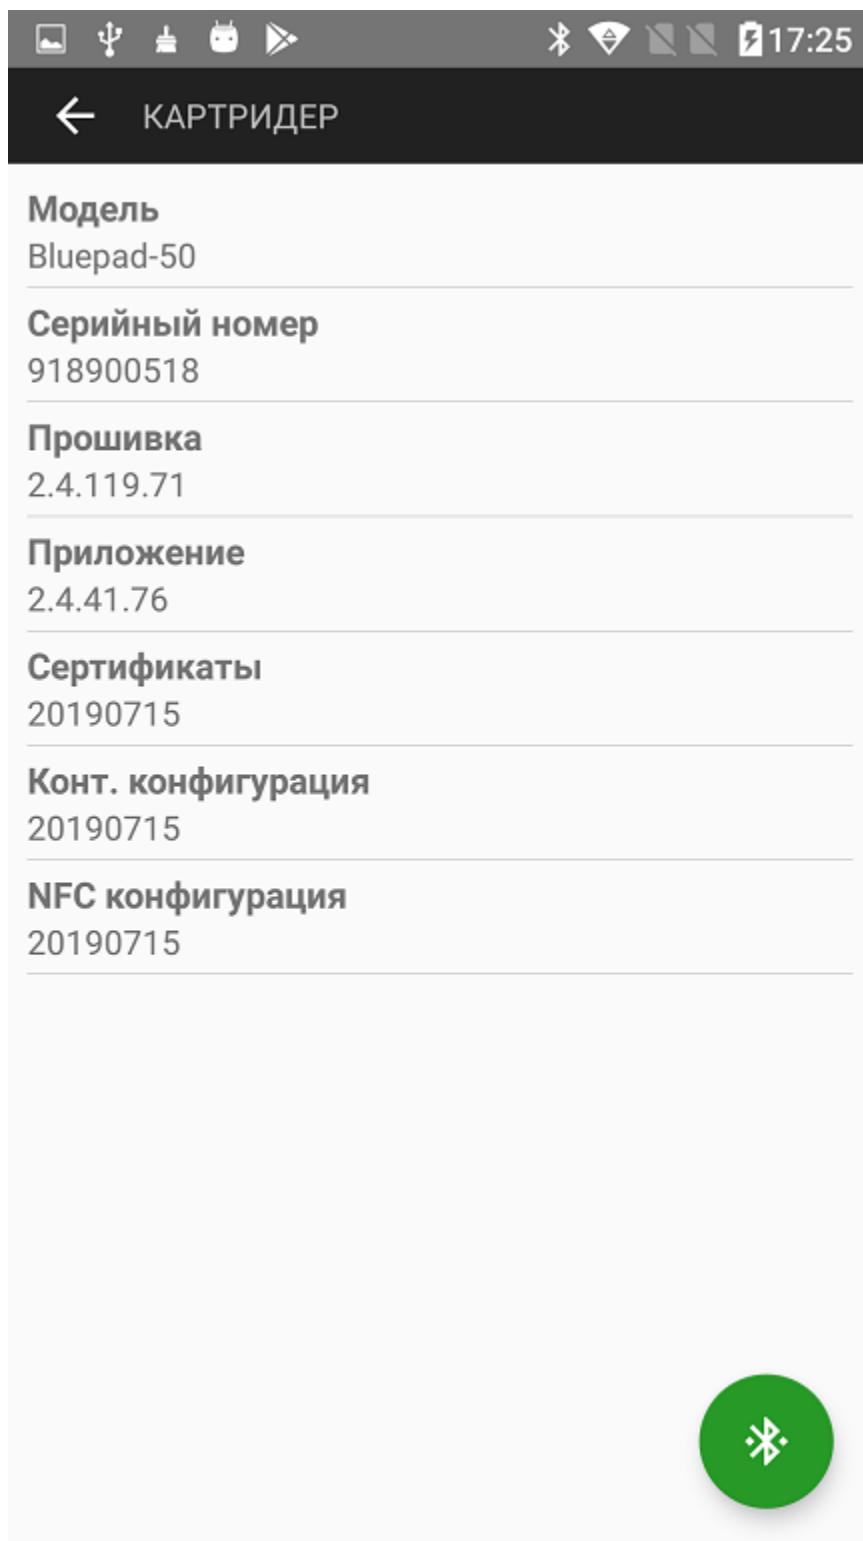 17:25
КАРТРИДЕР
Модель
Bluepad-50
Серийный номер
918900518
Прошивка
2.4.119.71
Приложение
2.4.41.76
Сертификаты
20190715
Конт. конфигурация
20190715
NFC конфигурация
20190715